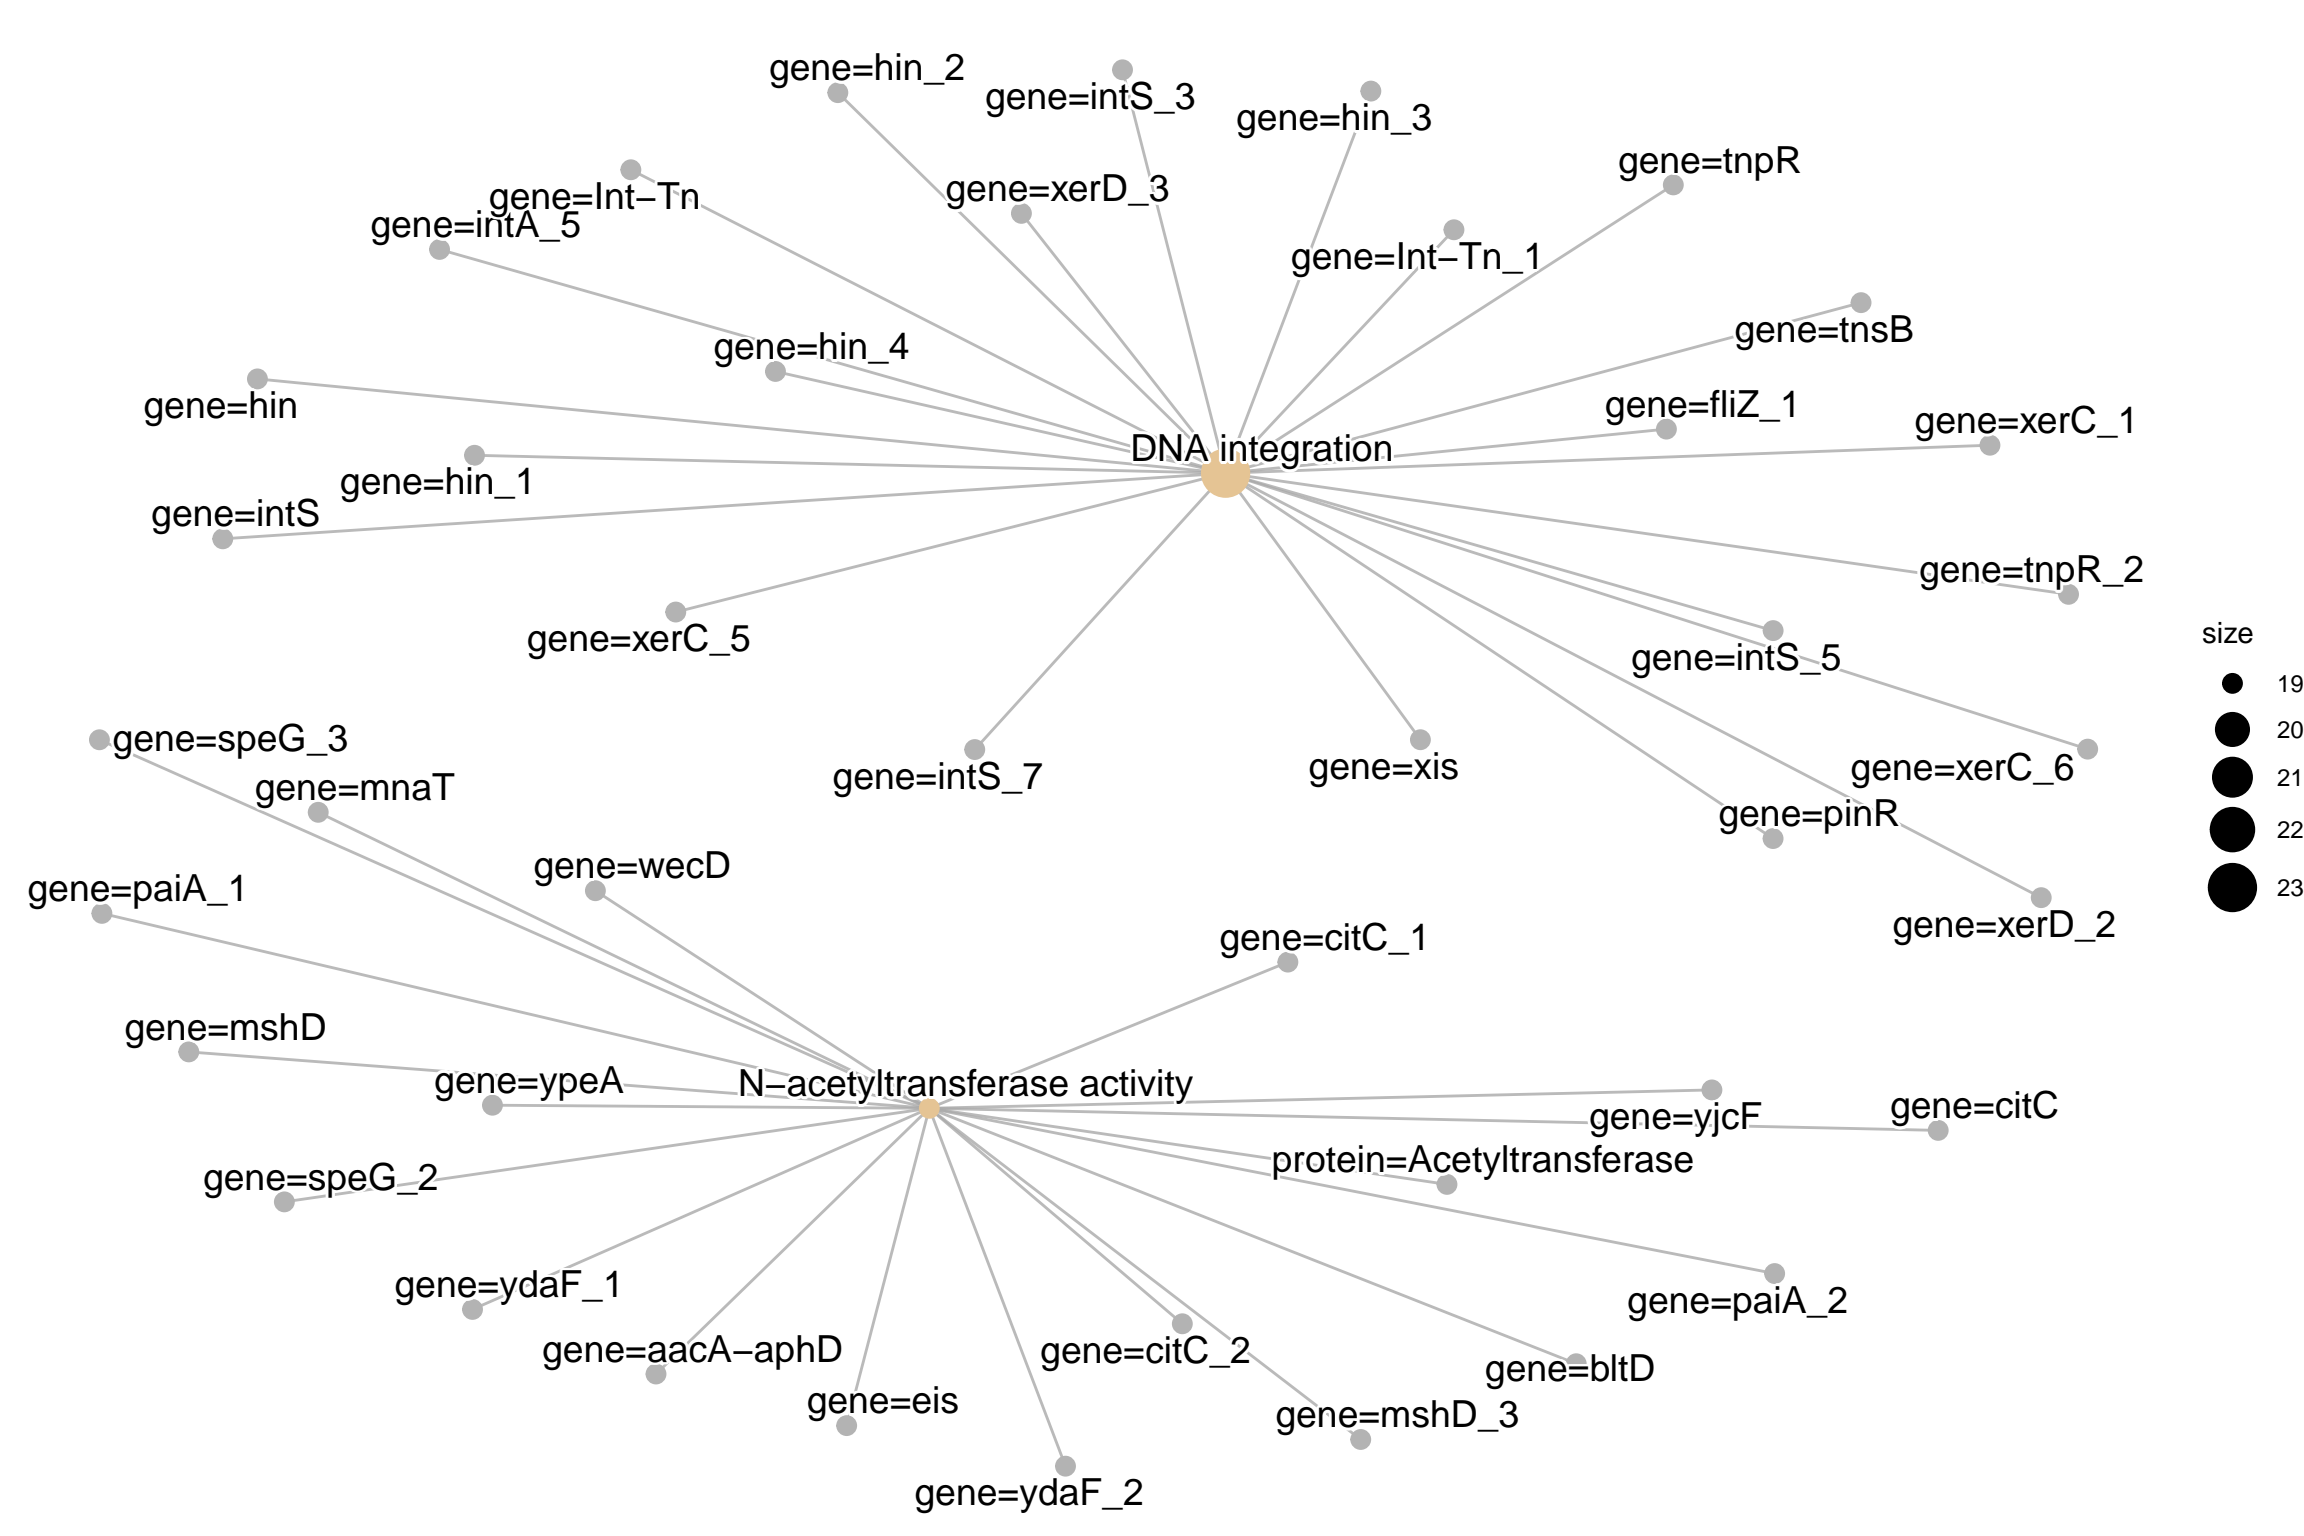 gene=hin_2
gene=intS_3
gene=hin_3
gene=tnpR
gene=Int−Tn
gene=xerD_3
gene=intA_5
gene=Int−Tn_1
gene=tnsB
gene=hin_4
gene=hin
gene=fliZ_1
gene=xerC_1
DNA integration
gene=hin_1
gene=intS
gene=tnpR_2
gene=xerC_5
size
gene=intS_5
19
20
21
22
23
gene=speG_3
gene=mnaT
gene=intS_7
gene=xis
gene=xerC_6
gene=pinR
gene=wecD
gene=paiA_1
gene=xerD_2
gene=citC_1
gene=mshD
gene=ypeA
N−acetyltransferase activity
gene=yjcF
gene=citC
protein=Acetyltransferase
gene=speG_2
gene=ydaF_1
gene=paiA_2
gene=aacA−aphD
gene=citC_2
gene=bltD
gene=eis
gene=mshD_3
gene=ydaF_2